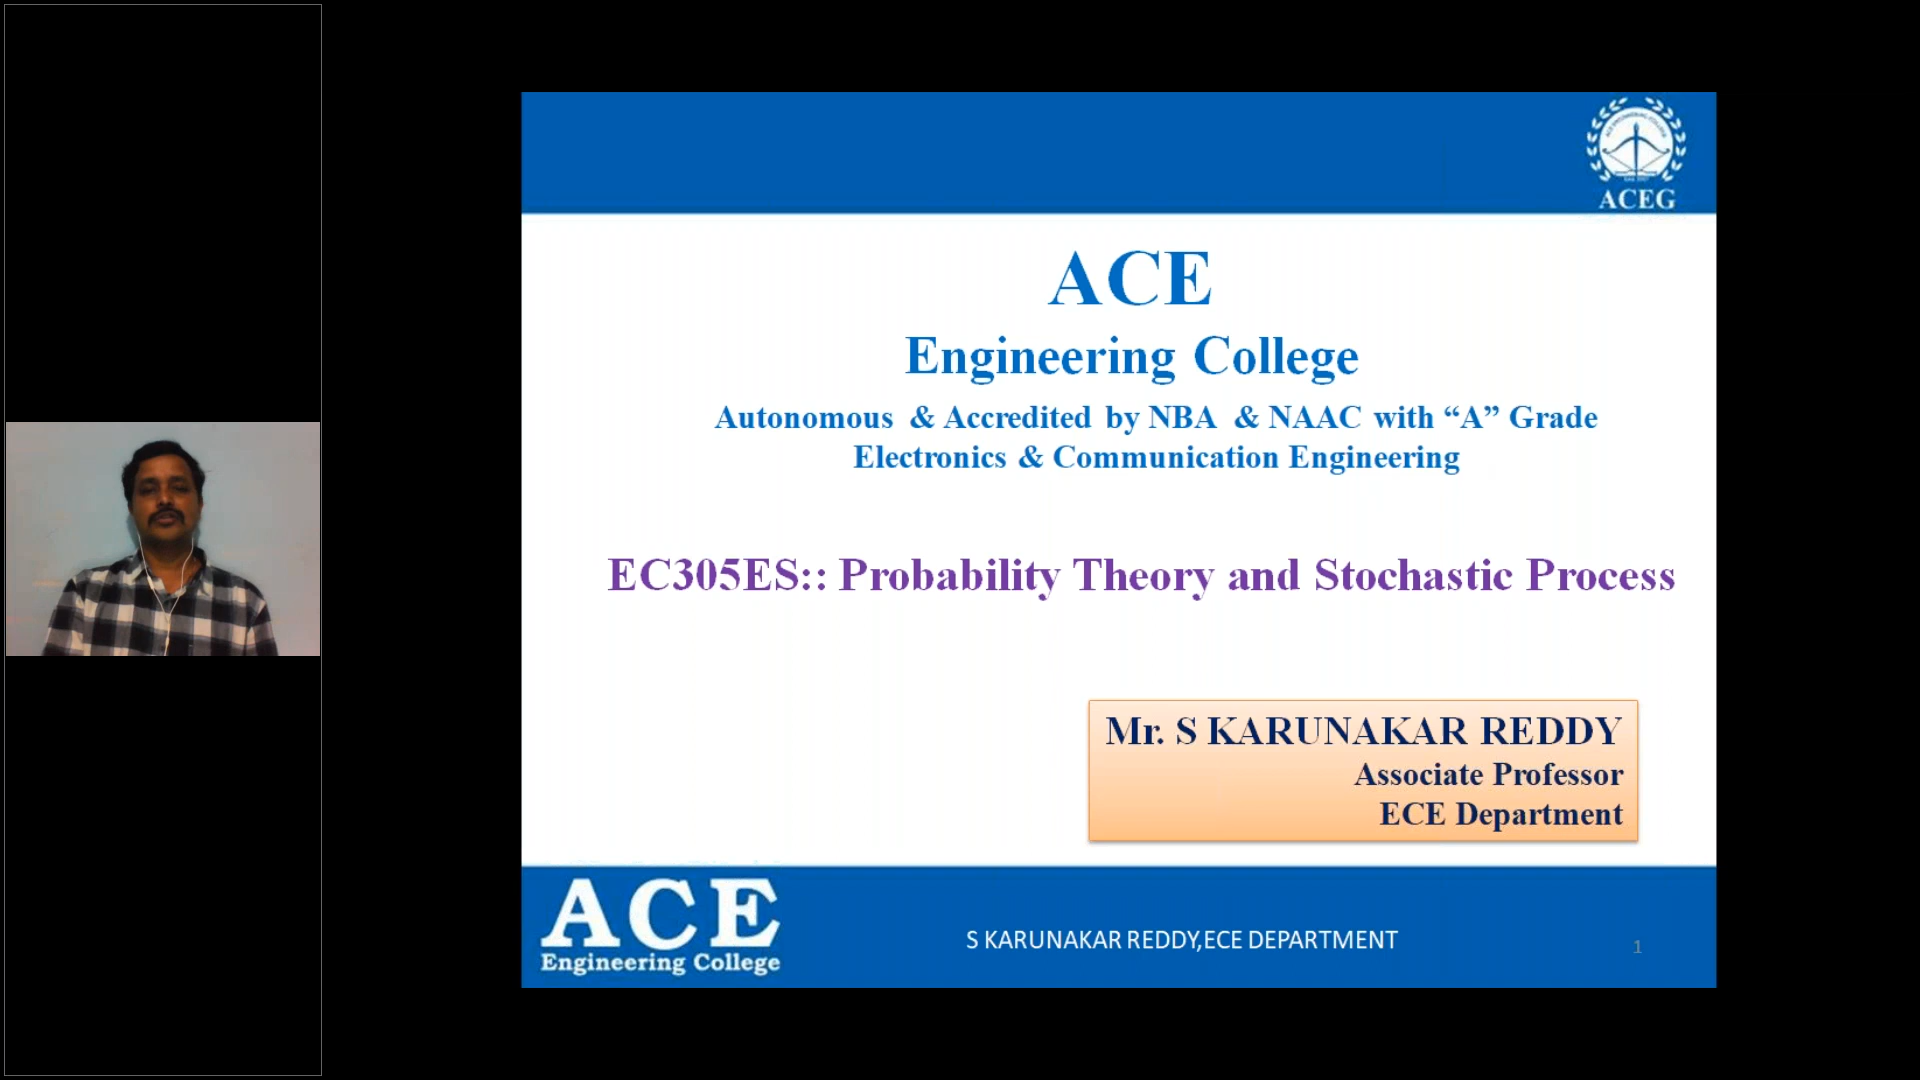 ACEG
ACE
Engineering College
Autonomous & Accredited by NBA & NAAC with “A” Grade
Electronics & Communication Engineering
EC305ES:: Probability Theory and Stochastic Process
Mr. S KARUNAKAR REDDY
Associate Professor
ECE Department
ACE
Engineering College
S KARUNAKAR REDDY,ECE DEPARTMENT
1